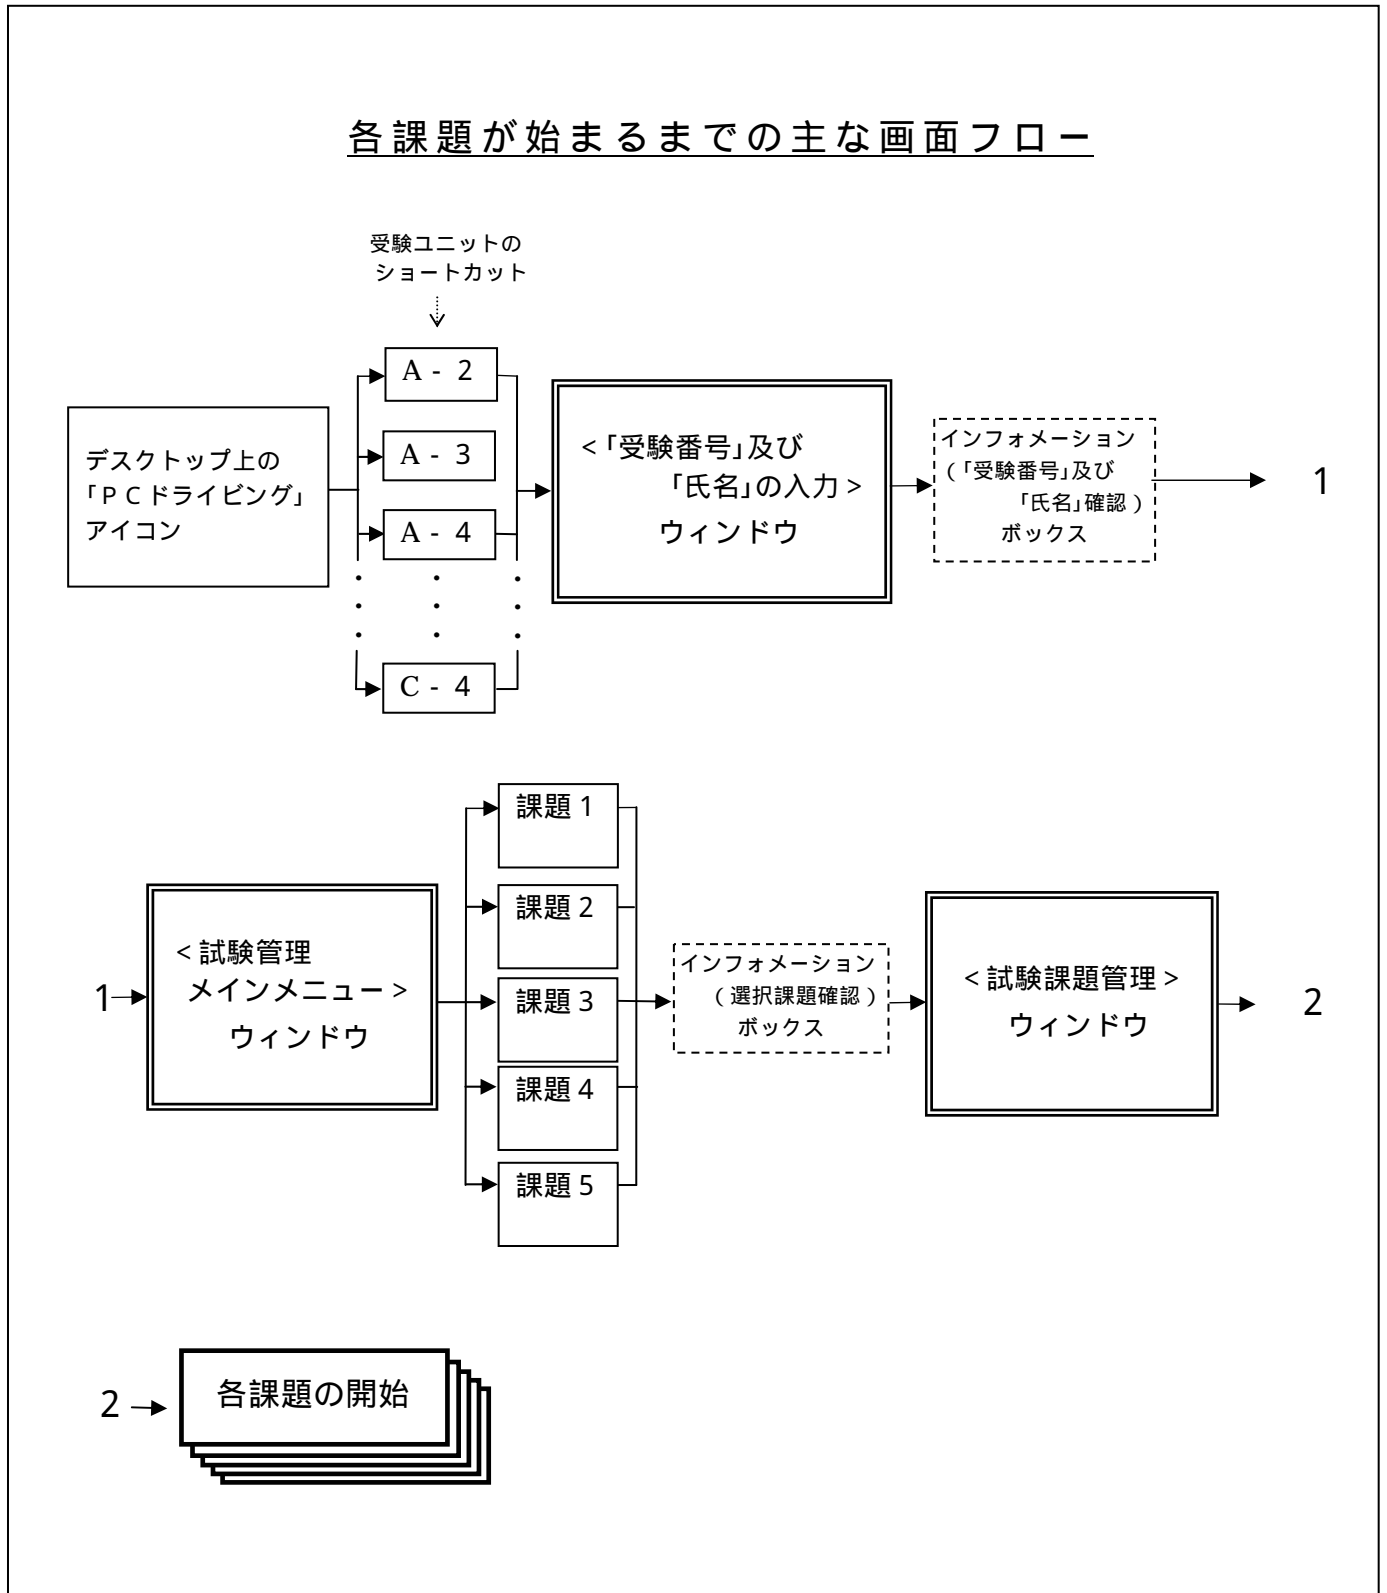 各課題が始まるまでの主な画面フロー
受験ユニットの
ショートカット
デスクトップ上の
「ＰＣドライビング」
アイコン
A - 2
A - 3
A - 4
C - 4
<「受験番号」及び
「氏名」の入力>
ウィンドウ
インフォメーション
(「受験番号」及び
「氏名」確認)
ボックス
1
1
<試験管理
メインメニュー>
ウィンドウ
課題1
課題2
課題3
課題4
課題5
インフォメーション
(選択課題確認)
ボックス
<試験課題管理>
ウィンドウ
2
2
各課題の開始